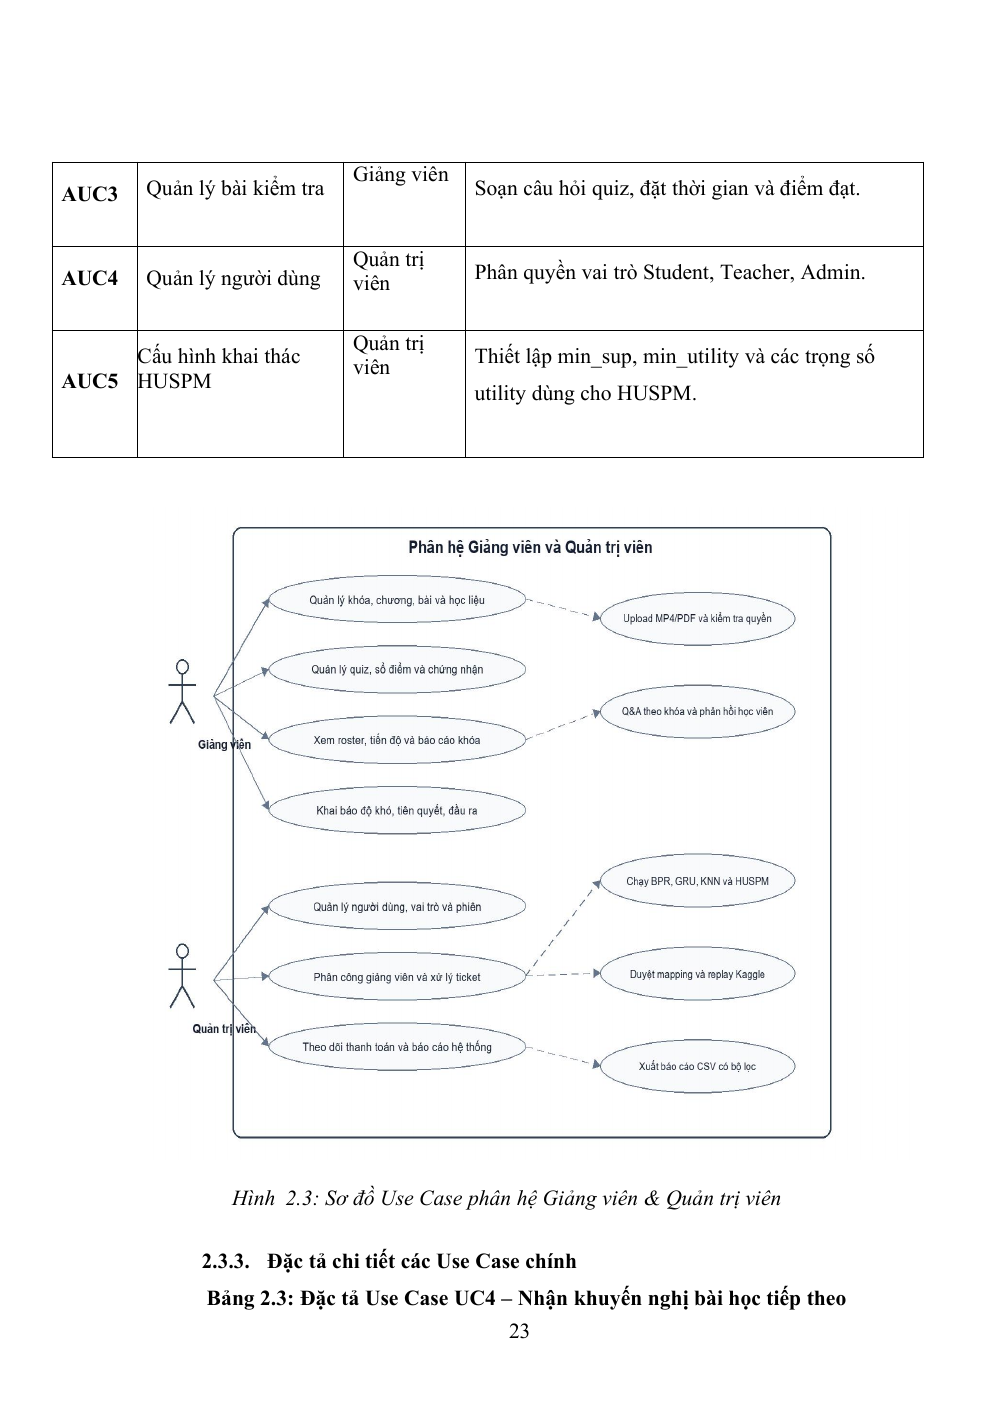 AUC3
Quản lý bài kiểm tra
Giảng viên
Soạn câu hỏi quiz, đặt thời gian và điểm đạt.
AUC4
Quản lý người dùng
Quản trị
viên
Phân quyền vai trò Student, Teacher, Admin.
AUC5
Cấu hình khai thác
HUSPM
Quản trị
viên
Thiết lập min_sup, min_utility và các trọng số
utility dùng cho HUSPM.
Phân hệ Giảng viên và Quản trị viên
Quản lý khóa, chương, bài và học liệu
Upload MP4/PDF và kiểm tra quyền
Quản lý quiz, sổ điểm và chứng nhận
Q&A theo khóa và phản hồi học viên
Xem roster, tiến độ và báo cáo khóa
Giảng viên
Khai báo độ khó, tiên quyết, đầu ra
Chạy BPR, GRU, KNN và HUSPM
Quản lý người dùng, vai trò và phiên
Phân công giảng viên và xử lý ticket
Duyệt mapping và replay Kaggle
Quản trị viên
Theo dõi thanh toán và báo cáo hệ thống
Xuất báo cáo CSV có bộ lọc
Hình 2.3: Sơ đồ Use Case phân hệ Giảng viên & Quản trị viên
2.3.3. Đặc tả chi tiết các Use Case chính
Bảng 2.3: Đặc tả Use Case UC4 – Nhận khuyến nghị bài học tiếp theo
23